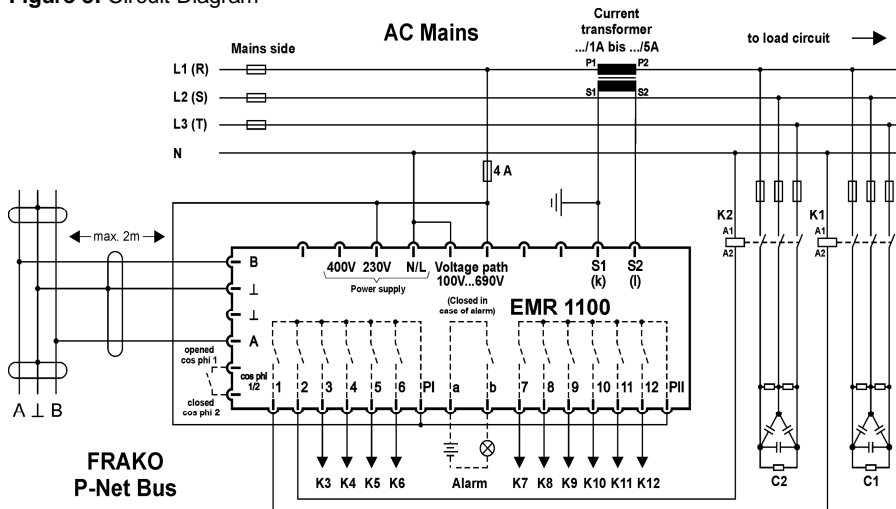 Figure 3. Circuit Diagram
AC Mains
Current
transformer
.../1A bis .../5A
to load circuit
Mains side
L1 (R)
P1
P2
L2 (S)
S1
S2
L3 (T)
N
4 A
max. 2m
K2
A1
A2
K1
A1
A2
B
⊥
⊥
A
400V
230V
N/L
Power supply
Voltage path
100V...690V
S1
(k)
S2
(l)
(Closed in
case of alarm)
EMR 1100
opened
cos phi 1
cos phi
1/2
closed
cos phi 2
1
2
3
4
5
6
PI
a
b
7
8
9
10
11
12
PII
A ⊥ B
FRAKO
P-Net Bus
K3
K4
K5
K6
Alarm
K7
K8
K9
K10
K11
K12
C2
C1